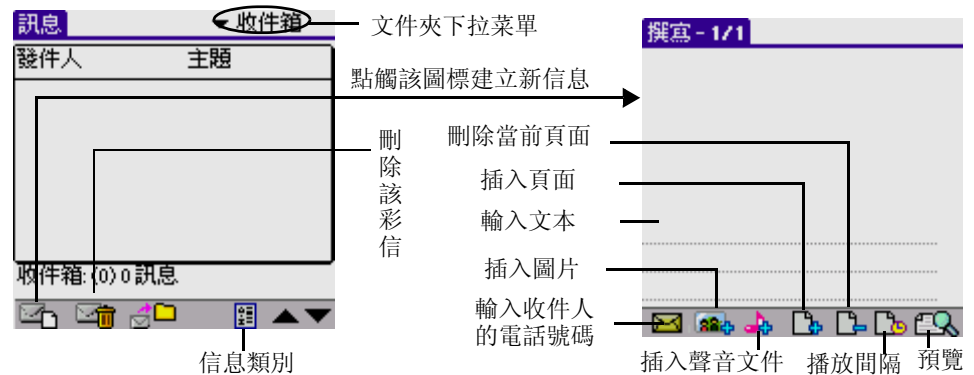 訊息
收件箱
文件夾下拉菜單
發件人 主題
點觸該圖標建立新信息
刪除該彩信
收件箱: (0) 0 訊息
信息類別
撰寫 - 1/1
刪除當前頁面
插入頁面
輸入文本
插入圖片
輸入收件人
的電話號碼
插入聲音文件
播放間隔
預覽